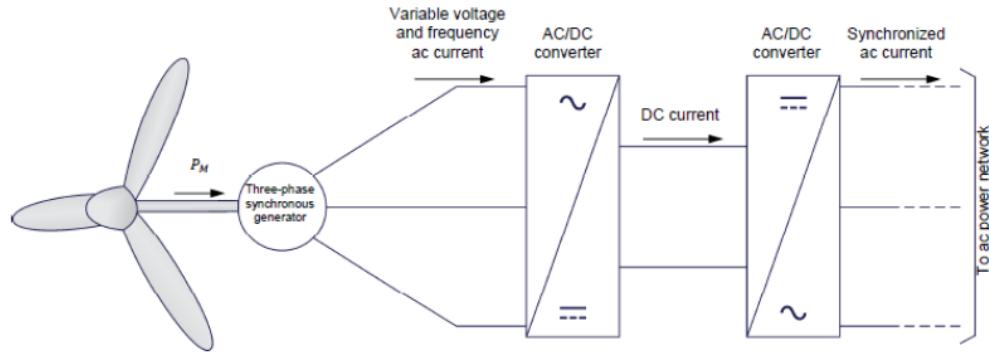 Variable voltage
and frequency
ac current
AC/DC
converter
AC/DC
converter
Synchronized
ac current
DC current
P_M
Three-phase
synchronous
generator
To ac power network